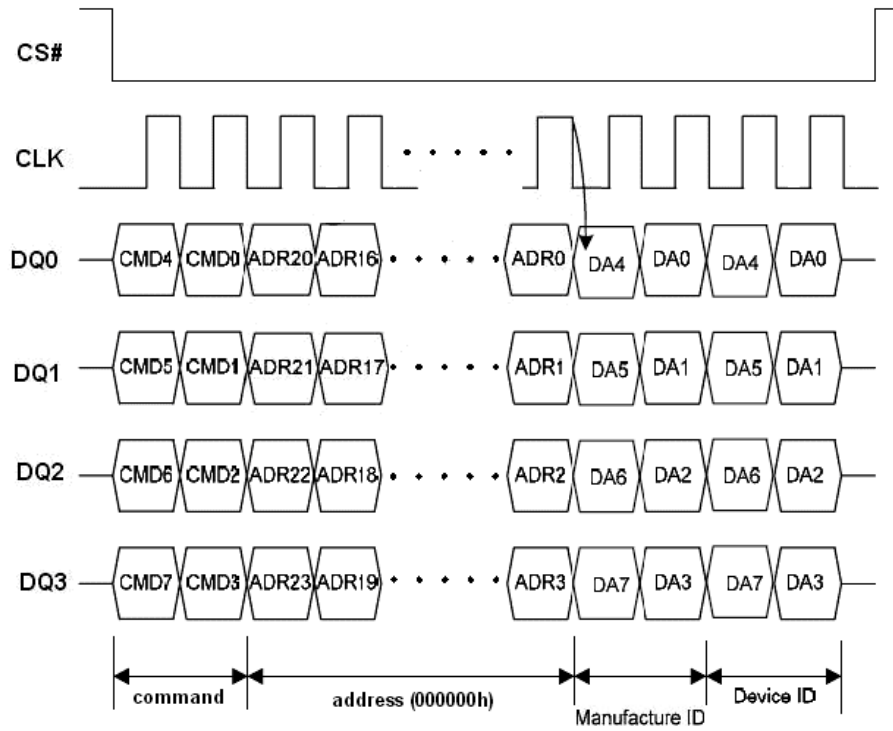 CS#
CLK
DQ0 CMD4 CMD0 ADR20 ADR16 ADR0 DA4 DA0 DA4 DA0
DQ1 CMD5 CMD1 ADR21 ADR17 ADR1 DA5 DA1 DA5 DA1
DQ2 CMD6 CMD2 ADR22 ADR18 ADR2 DA6 DA2 DA6 DA2
DQ3 CMD7 CMD3 ADR23 ADR19 ADR3 DA7 DA3 DA7 DA3
command address (000000h) Manufacture ID Device ID